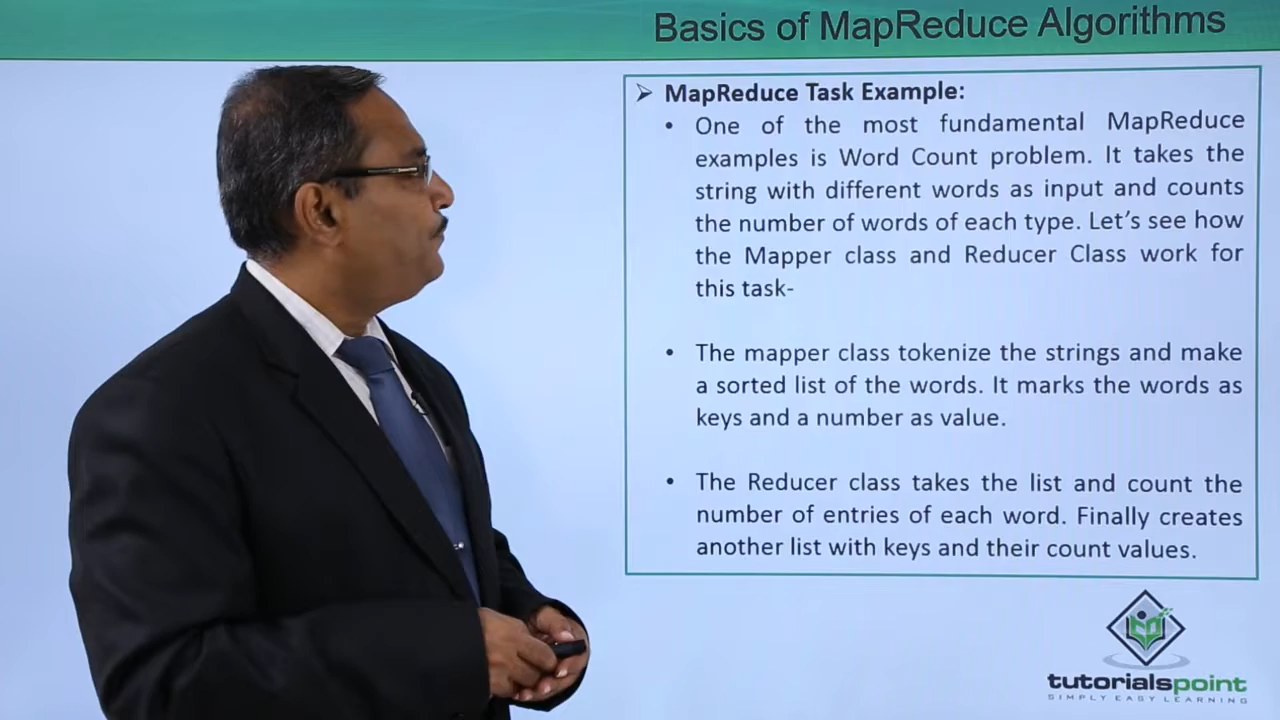 Basics of MapReduce Algorithms
➢ MapReduce Task Example:
• One of the most fundamental MapReduce
examples is Word Count problem. It takes the
string with different words as input and counts
the number of words of each type. Let's see how
the Mapper class and Reducer Class work for
this task-
• The mapper class tokenize the strings and make
a sorted list of the words. It marks the words as
keys and a number as value.
• The Reducer class takes the list and count the
number of entries of each word. Finally creates
another list with keys and their count values.
tutorialspoint
SIMPLY EASY LEARNING